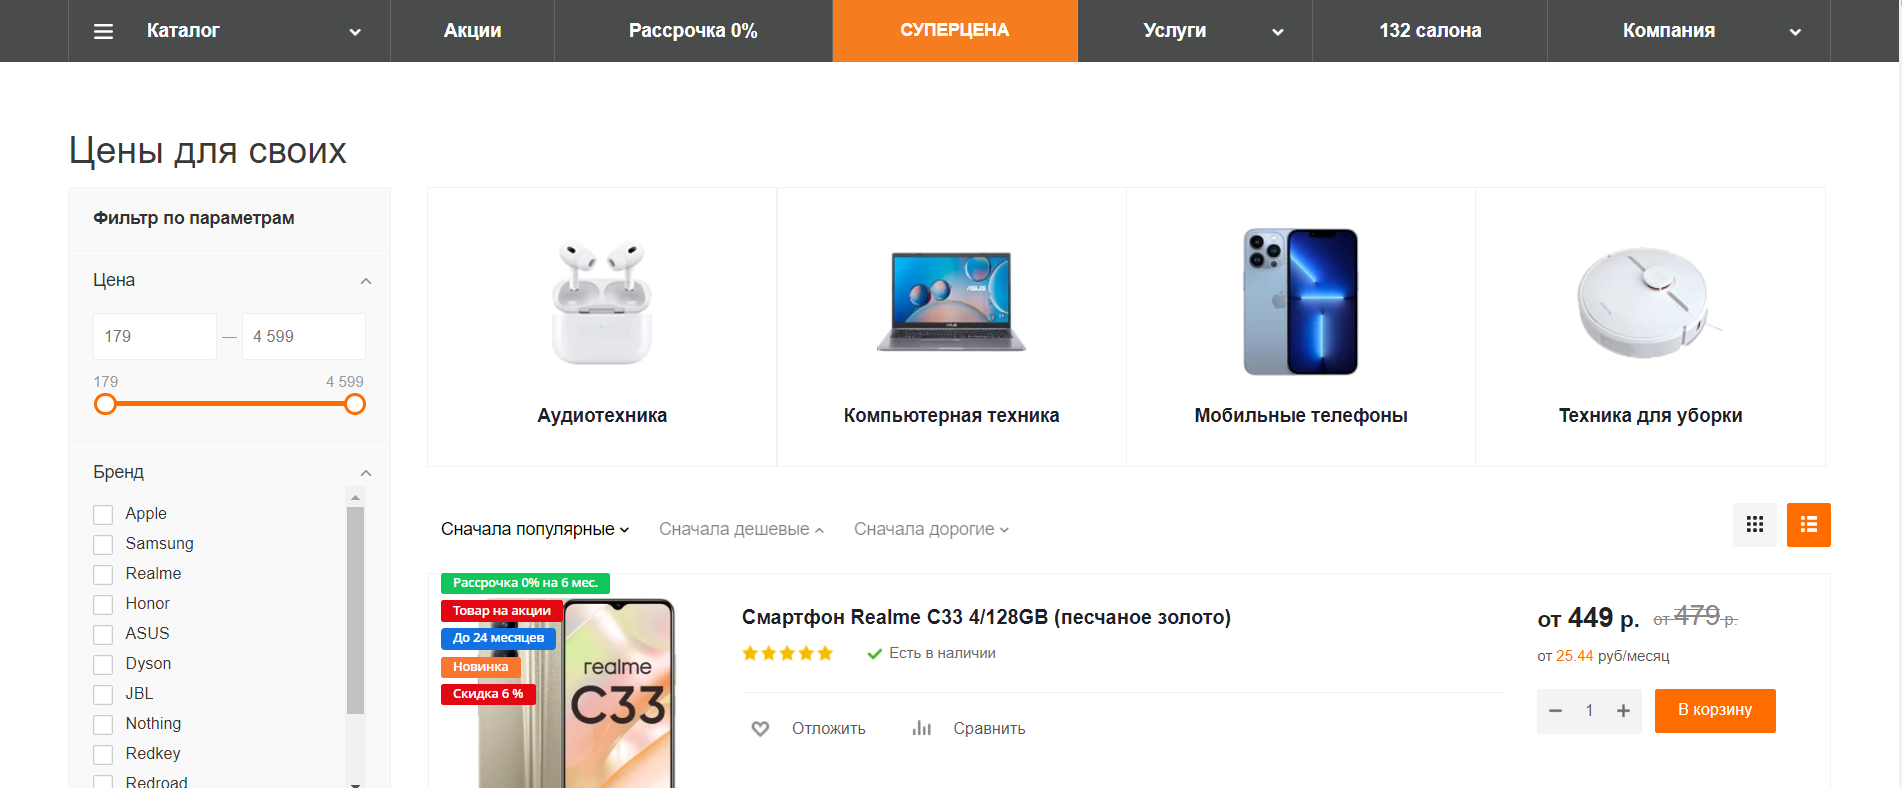 Каталог
Акции
Рассрочка 0%
СУПЕРЦЕНА
Услуги
132 салона
Компания
Цены для своих
Фильтр по параметрам
Цена
179 — 4 599
179 4 599
Бренд
Apple
Samsung
Realme
Honor
ASUS
Dyson
JBL
Nothing
Redkey
Redroad
Аудиотехника
Компьютерная техника
Мобильные телефоны
Техника для уборки
Сначала популярные
Сначала дешевые
Сначала дорогие
Рассрочка 0% на 6 мес.
Товар на акции
До 24 месяцев
Новинка
Скидка 6 %
realme
C33
Смартфон Realme C33 4/128GB (песчаное золото)
Есть в наличии
Отложить
Сравнить
от 449 р. от 479 р.
от 25.44 руб/месяц
− 1 +
В корзину